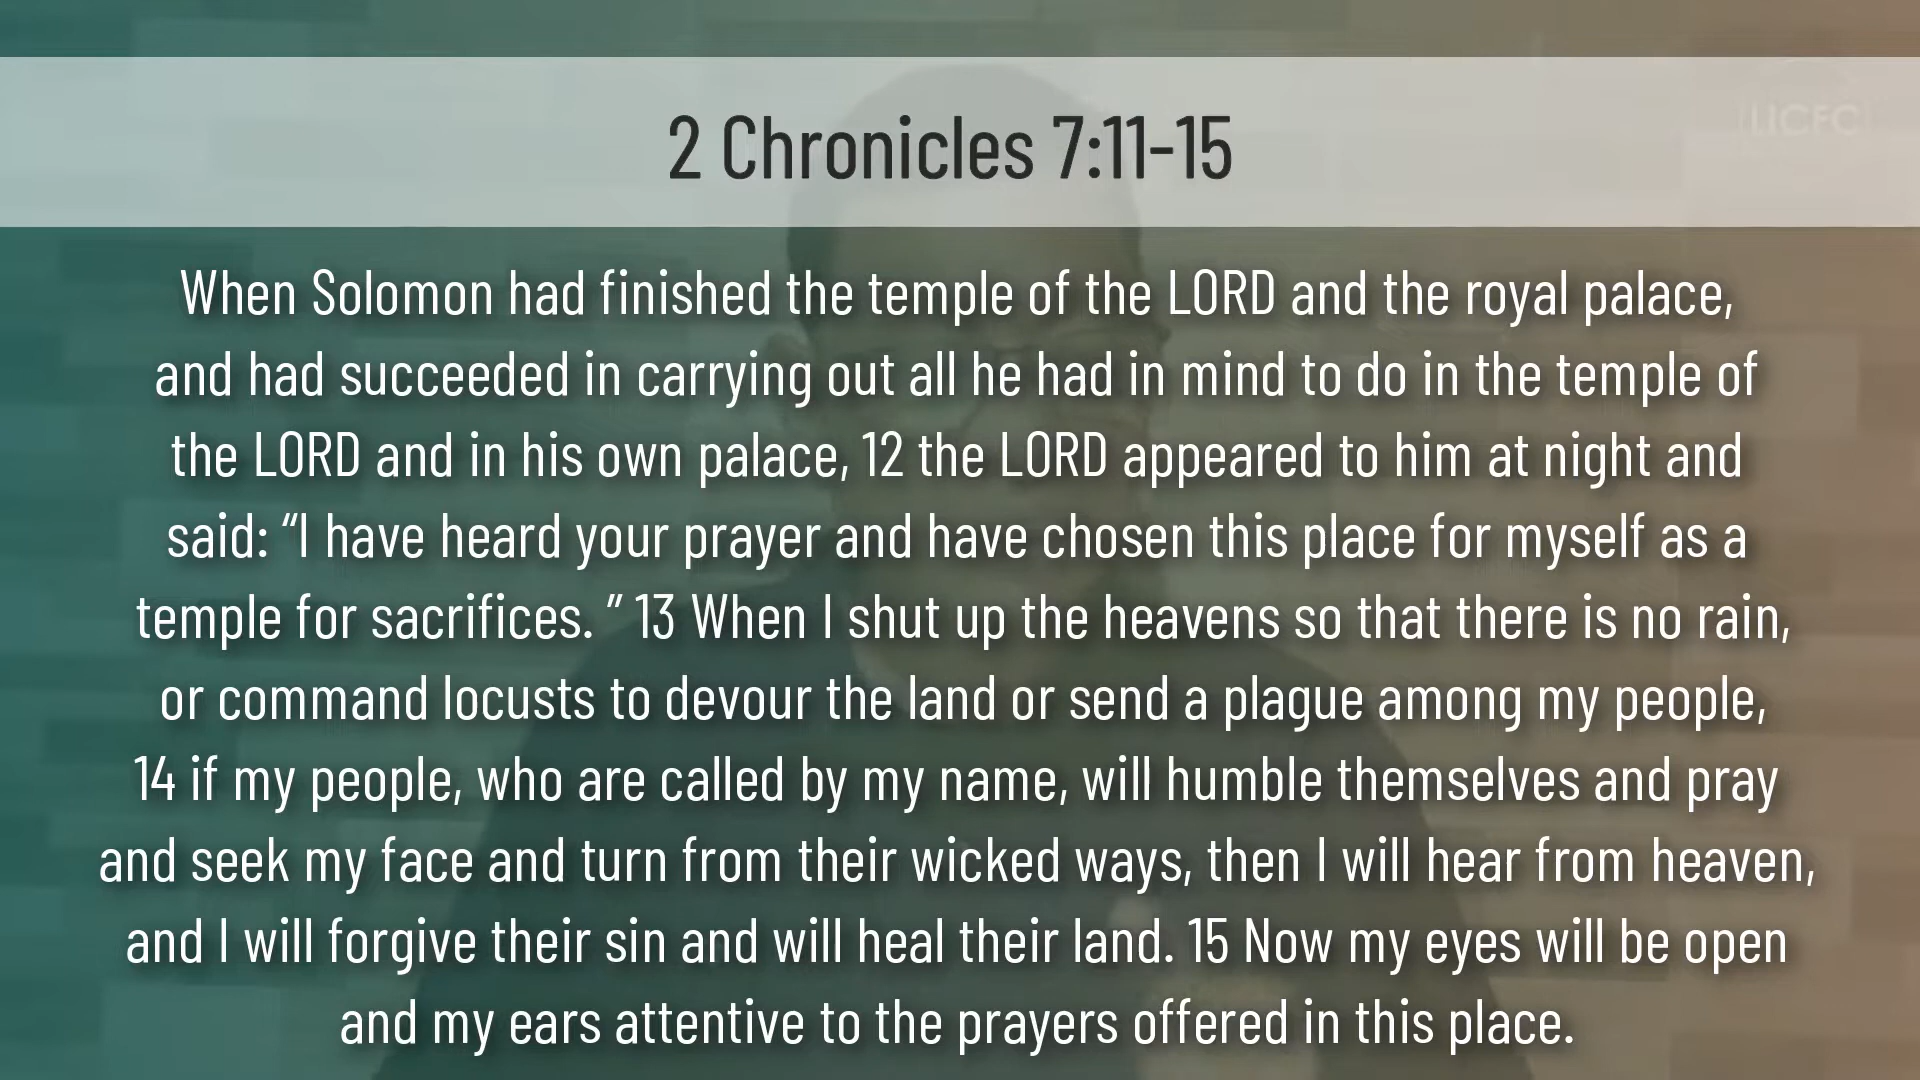 LICFC
2 Chronicles 7:11-15
When Solomon had finished the temple of the LORD and the royal palace,
and had succeeded in carrying out all he had in mind to do in the temple of
the LORD and in his own palace, 12 the LORD appeared to him at night and
said: “I have heard your prayer and have chosen this place for myself as a
temple for sacrifices. ” 13 When I shut up the heavens so that there is no rain,
or command locusts to devour the land or send a plague among my people,
14 if my people, who are called by my name, will humble themselves and pray
and seek my face and turn from their wicked ways, then I will hear from heaven,
and I will forgive their sin and will heal their land. 15 Now my eyes will be open
and my ears attentive to the prayers offered in this place.